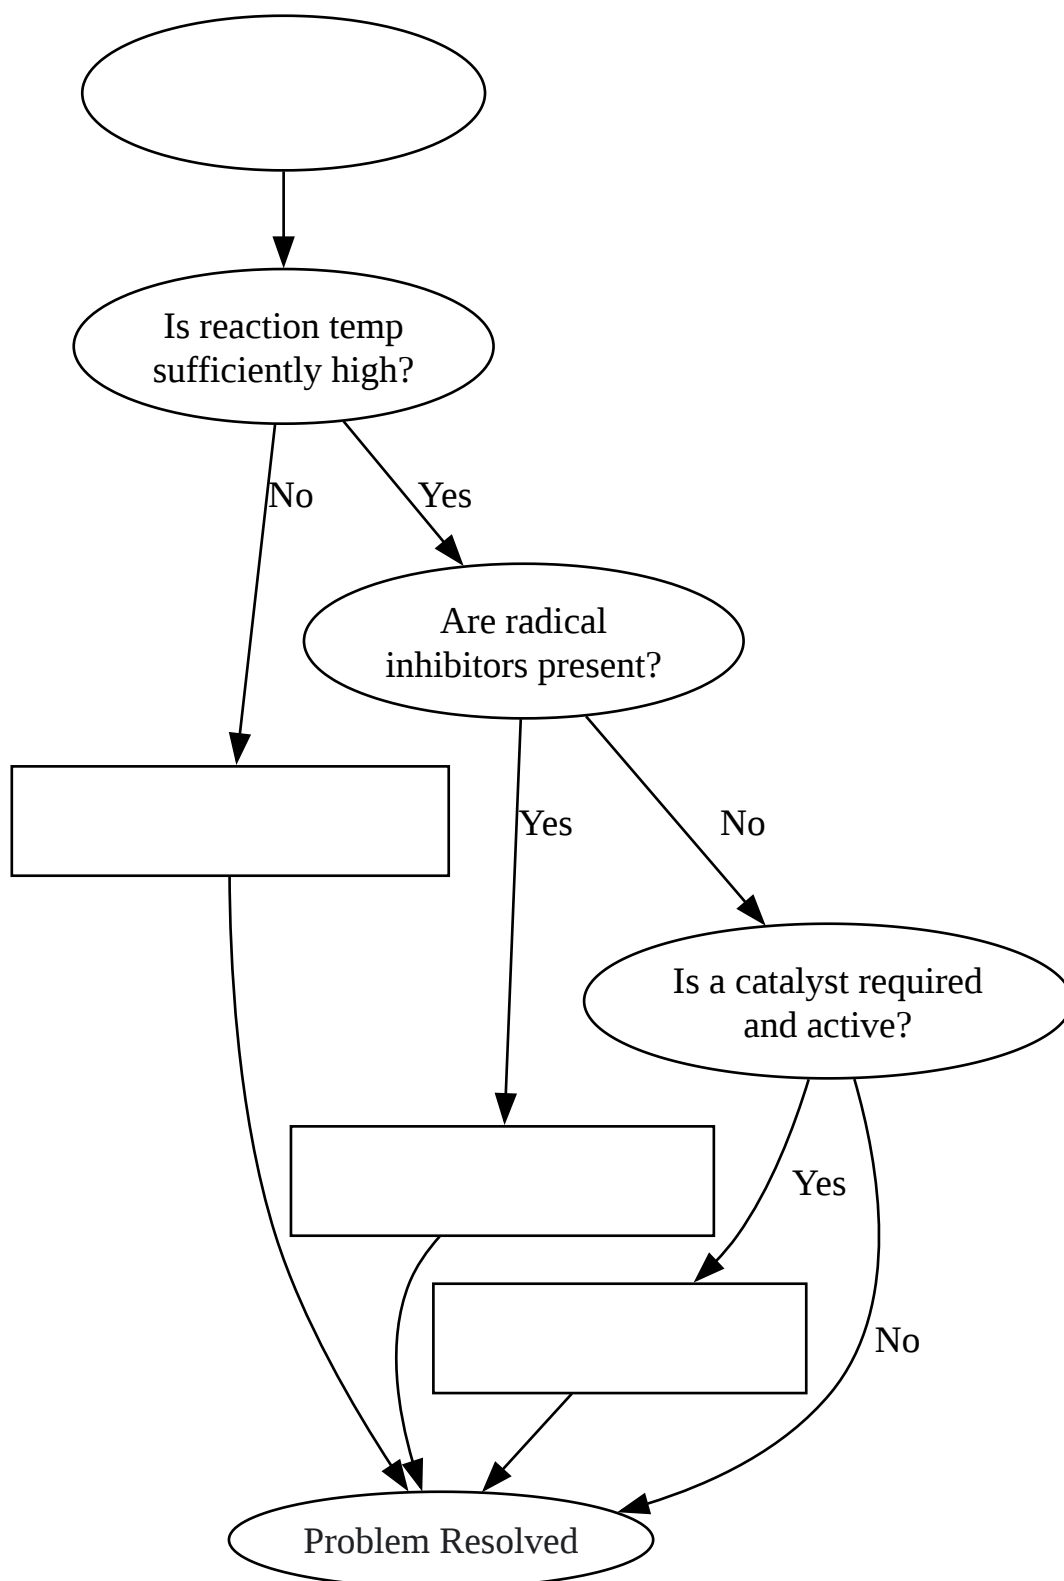 Is reaction temp
sufficiently high?
No
Yes
Are radical
inhibitors present?
Yes
No
Is a catalyst required
and active?
Yes
No
Problem Resolved